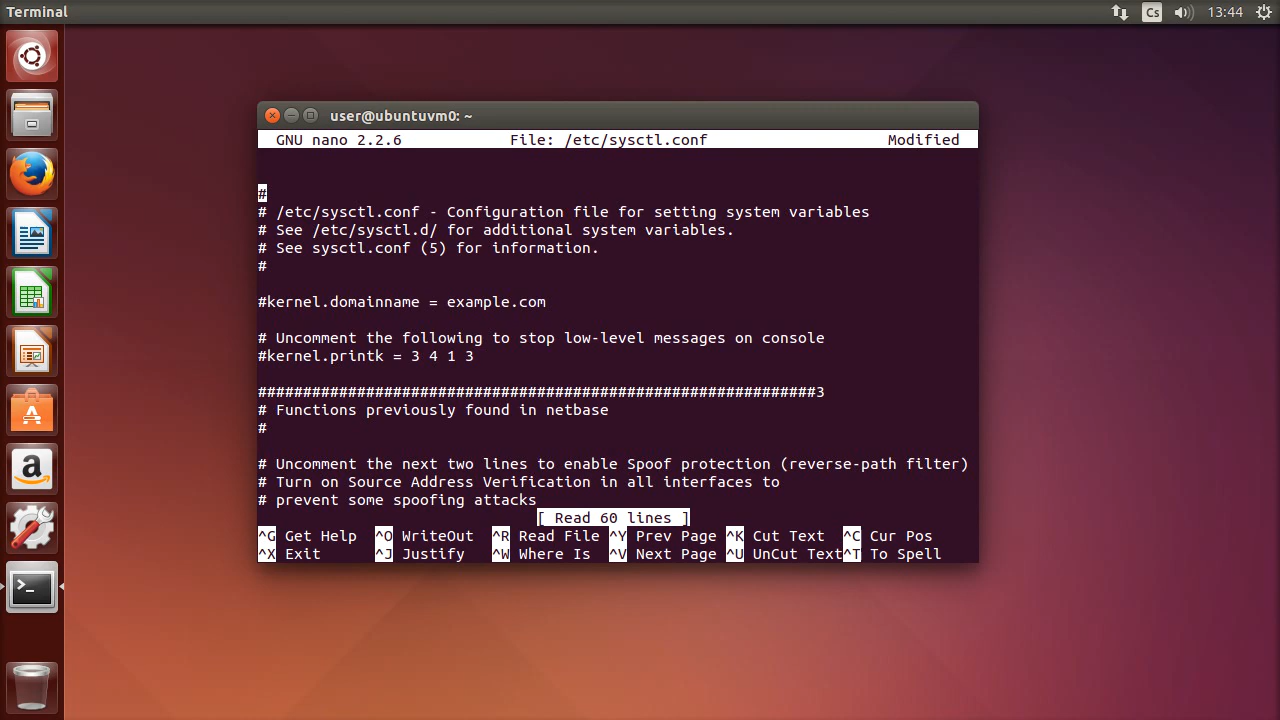 Terminal
Cs
13:44
user@ubuntuvm0: ~
GNU nano 2.2.6 File: /etc/sysctl.conf Modified
#
# /etc/sysctl.conf - Configuration file for setting system variables
# See /etc/sysctl.d/ for additional system variables.
# See sysctl.conf (5) for information.
#
#kernel.domainname = example.com
# Uncomment the following to stop low-level messages on console
#kernel.printk = 3 4 1 3
##############################################################3
# Functions previously found in netbase
#
# Uncomment the next two lines to enable Spoof protection (reverse-path filter)
# Turn on Source Address Verification in all interfaces to
# prevent some spoofing attacks
[ Read 60 lines ]
^G Get Help ^O WriteOut ^R Read File ^Y Prev Page ^K Cut Text ^C Cur Pos
^X Exit ^J Justify ^W Where Is ^V Next Page ^U UnCut Text^T To Spell